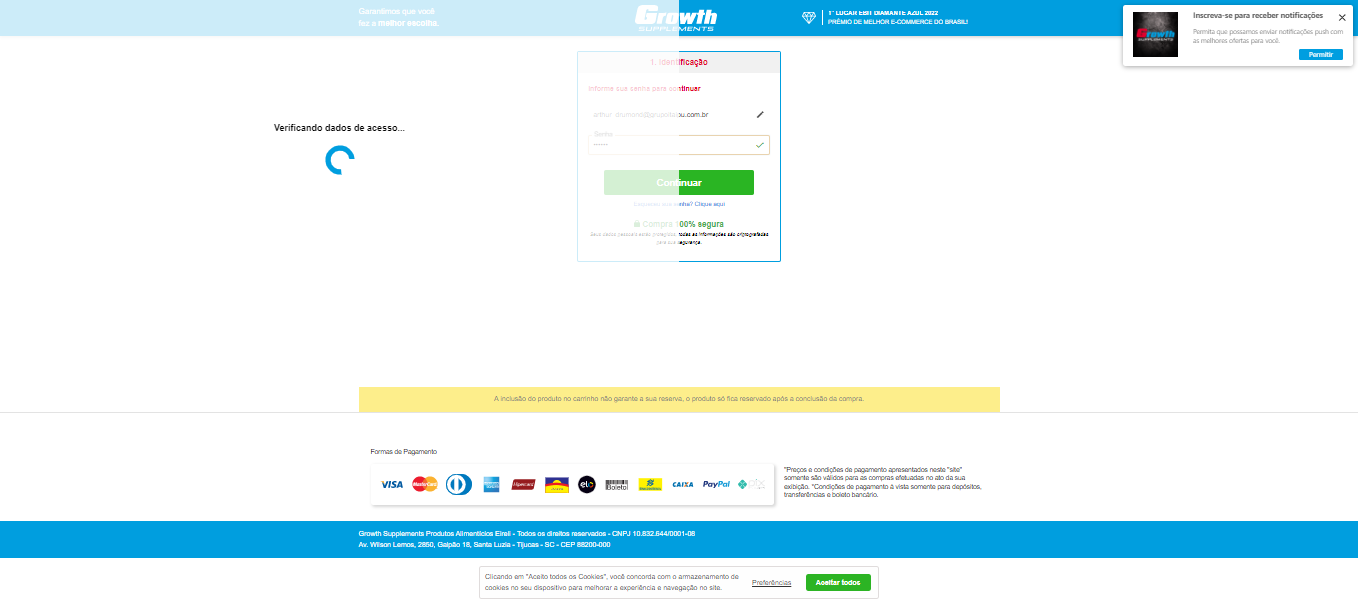 Garantimos que você
faz a melhor escolha.
Growth
SUPPLEMENTS
1° LUGAR EBIT DIAMANTE AZUL 2022
PRÊMIO DE MELHOR E-COMMERCE DO BRASIL!
Growth
SUPPLEMENTS
Inscreva-se para receber notificações
Permita que possamos enviar notificações push com
as melhores ofertas para você.
Permitir
1. Identificação
Informe sua senha para continuar
Verificando dados de acesso...
Senha
••••••
Continuar
senha? Clique aqui
Compra 100% segura
Seus dados pessoais estão protegidos, todas as informações são criptografadas
para sua segurança.
A inclusão do produto no carrinho não garante a sua reserva, o produto só fica reservado após a conclusão da compra.
Formas de Pagamento
VISA MasterCard Hipercard elo Boleto CAIXA PayPal
*Preços e condições de pagamento apresentados neste "site"
somente são válidos para as compras efetuadas no ato da sua
exibição. *Condições de pagamento à vista somente para depósitos,
transferências e boleto bancário.
Growth Supplements Produtos Alimentícios Eireli - Todos os direitos reservados - CNPJ 10.832.644/0001-08
Av. Wilson Lemos, 2850, Galpão 18, Santa Luzia - Tijucas - SC - CEP 88200-000
Clicando em "Aceito todos os Cookies", você concorda com o armazenamento de
cookies no seu dispositivo para melhorar a experiência e navegação no site.
Preferências
Aceitar todos